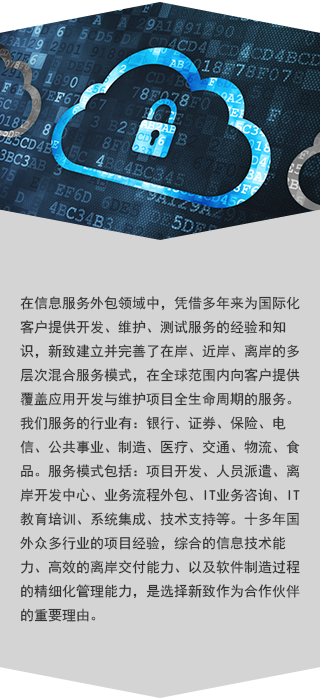 在信息服务外包领域中，凭借多年来为国际化
客户提供开发、维护、测试服务的经验和知
识，新致建立并完善了在岸、近岸、离岸的多
层次混合服务模式，在全球范围内向客户提供
覆盖应用开发与维护项目全生命周期的服务。
我们服务的行业有：银行、证券、保险、电
信、公共事业、制造、医疗、交通、物流、食
品。服务模式包括：项目开发、人员派遣、离
岸开发中心、业务流程外包、IT业务咨询、IT
教育培训、系统集成、技术支持等。十多年国
外众多行业的项目经验，综合的信息技术能
力、高效的离岸交付能力、以及软件制造过程
的精细化管理能力，是选择新致作为合作伙伴
的重要理由。